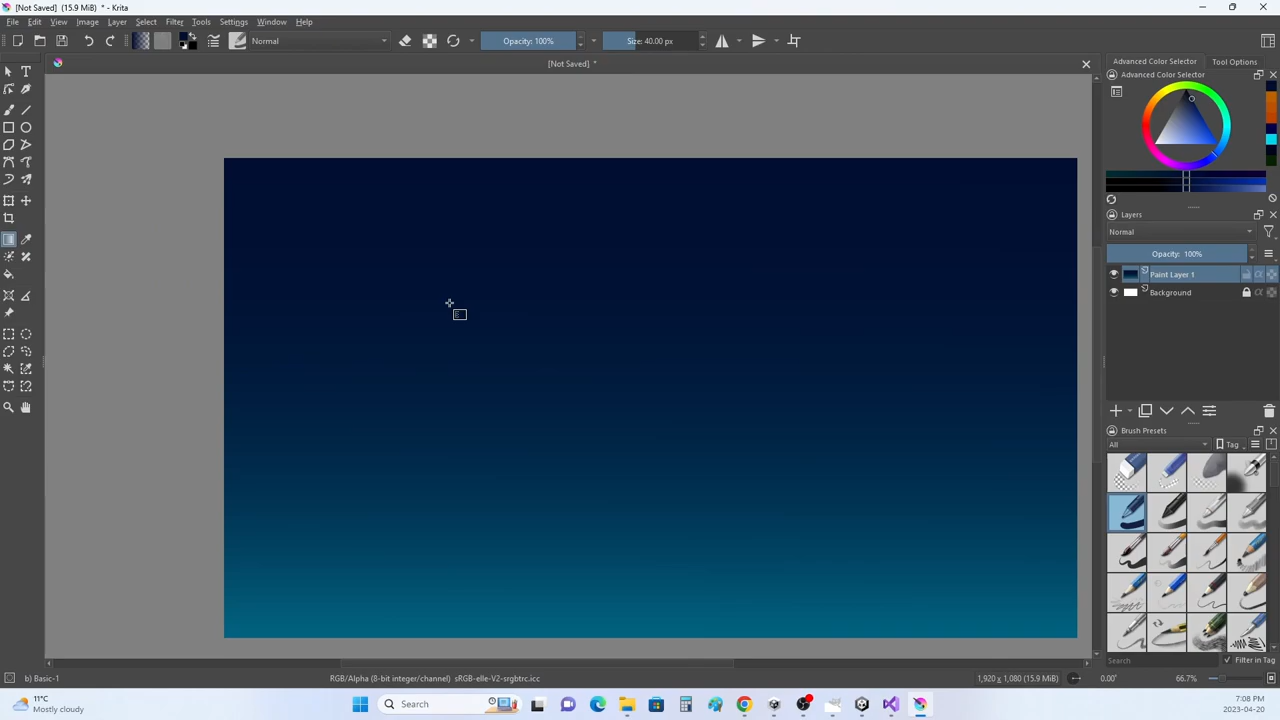 [Not Saved] (15.9 MiB) * - Krita
File Edit View Image Layer Select Filter Tools Settings Window Help
Normal
Opacity: 100%
Size: 40.00 px
[Not Saved] *
Advanced Color Selector
Tool Options
Advanced Color Selector
Layers
Normal
Opacity: 100%
Paint Layer 1
Background
Brush Presets
All
Tag
Search
Filter in Tag
b) Basic-1
RGB/Alpha (8-bit integer/channel) sRGB-elle-V2-srgbtrc.icc
1,920 x 1,080 (15.9 MiB)
0.00°
66.7%
11°C
Mostly cloudy
Search
7:08 PM
2023-04-20